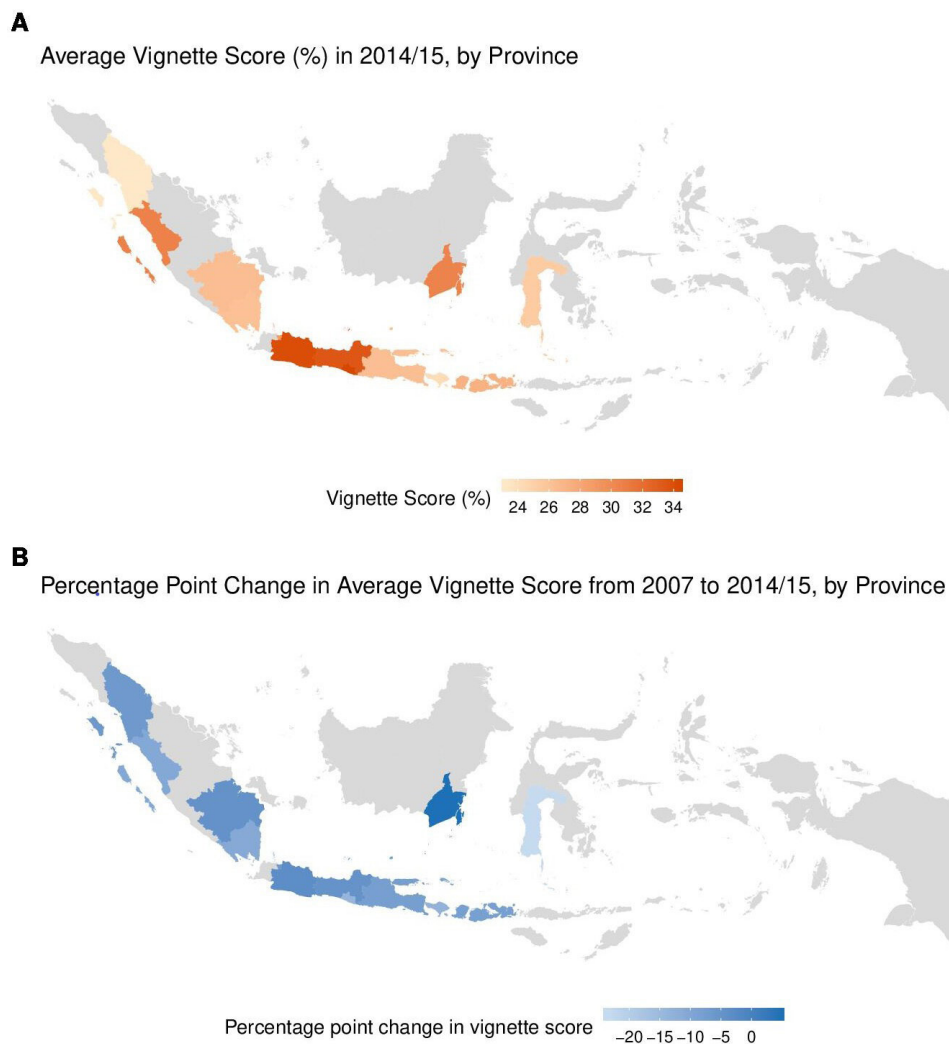 A
Average Vignette Score (%) in 2014/15, by Province
Vignette Score (%)
24 26 28 30 32 34
B
Percentage Point Change in Average Vignette Score from 2007 to 2014/15, by Province
Percentage point change in vignette score
−20 −15 −10 −5 0